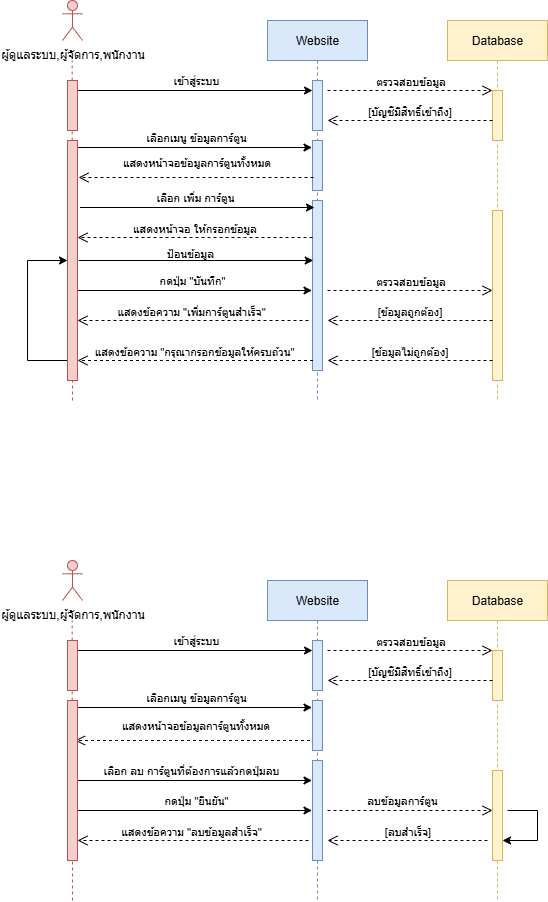 ผู้ดูแลระบบ,ผู้จัดการ,พนักงาน
Website
Database
เข้าสู่ระบบ
ตรวจสอบข้อมูล
[บัญชีมีสิทธิ์เข้าถึง]
เลือกเมนู ข้อมูลการ์ตูน
แสดงหน้าจอข้อมูลการ์ตูนทั้งหมด
เลือก เพิ่ม การ์ตูน
แสดงหน้าจอ ให้กรอกข้อมูล
ป้อนข้อมูล
กดปุ่ม "บันทึก"
ตรวจสอบข้อมูล
แสดงข้อความ "เพิ่มการ์ตูนสำเร็จ"
[ข้อมูลถูกต้อง]
แสดงข้อความ "กรุณากรอกข้อมูลให้ครบถ้วน"
[ข้อมูลไม่ถูกต้อง]
ผู้ดูแลระบบ,ผู้จัดการ,พนักงาน
Website
Database
เข้าสู่ระบบ
ตรวจสอบข้อมูล
[บัญชีมีสิทธิ์เข้าถึง]
เลือกเมนู ข้อมูลการ์ตูน
แสดงหน้าจอข้อมูลการ์ตูนทั้งหมด
เลือก ลบ การ์ตูนที่ต้องการแล้วกดปุ่มลบ
กดปุ่ม "ยืนยัน"
ลบข้อมูลการ์ตูน
แสดงข้อความ "ลบข้อมูลสำเร็จ"
[ลบสำเร็จ]